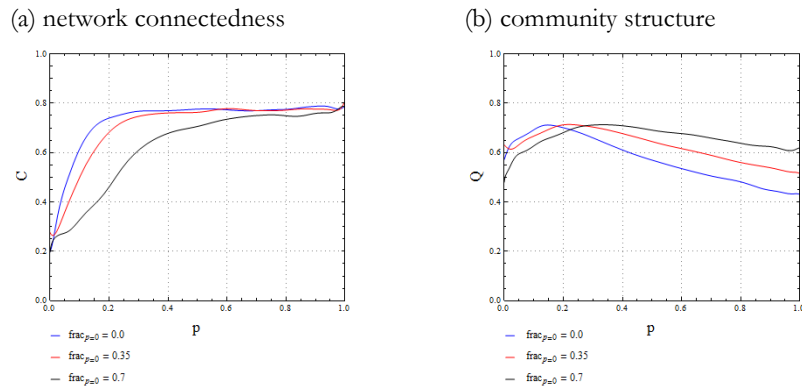 (a) network connectedness
1.0
0.8
0.6
C
0.4
0.2
0.0
0.0 0.2 0.4 0.6 0.8 1.0
p
frac_{p=0} = 0.0
frac_{p=0} = 0.35
frac_{p=0} = 0.7
(b) community structure
1.0
0.8
0.6
Q
0.4
0.2
0.0
0.0 0.2 0.4 0.6 0.8 1.0
p
frac_{p=0} = 0.0
frac_{p=0} = 0.35
frac_{p=0} = 0.7